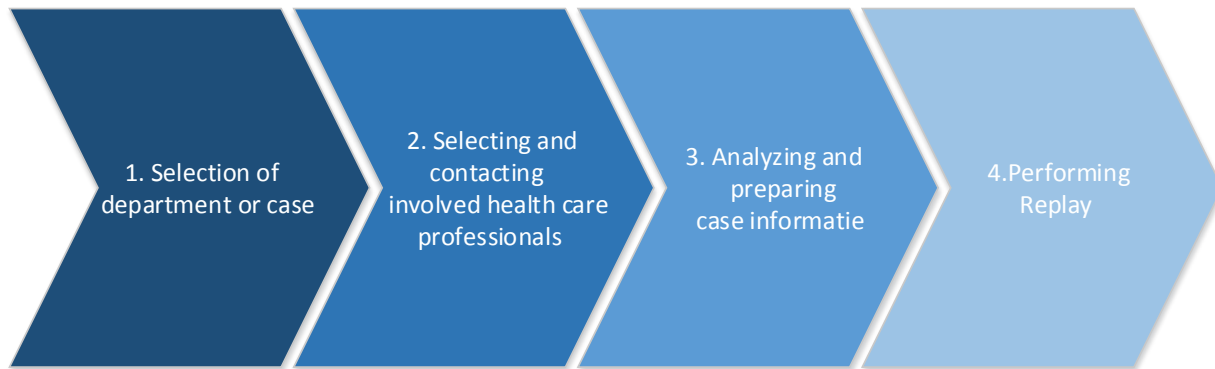 1. Selection of
department or case
2. Selecting and
contacting
involved health care
professionals
3. Analyzing and
preparing
case informatie
4.Performing
Replay